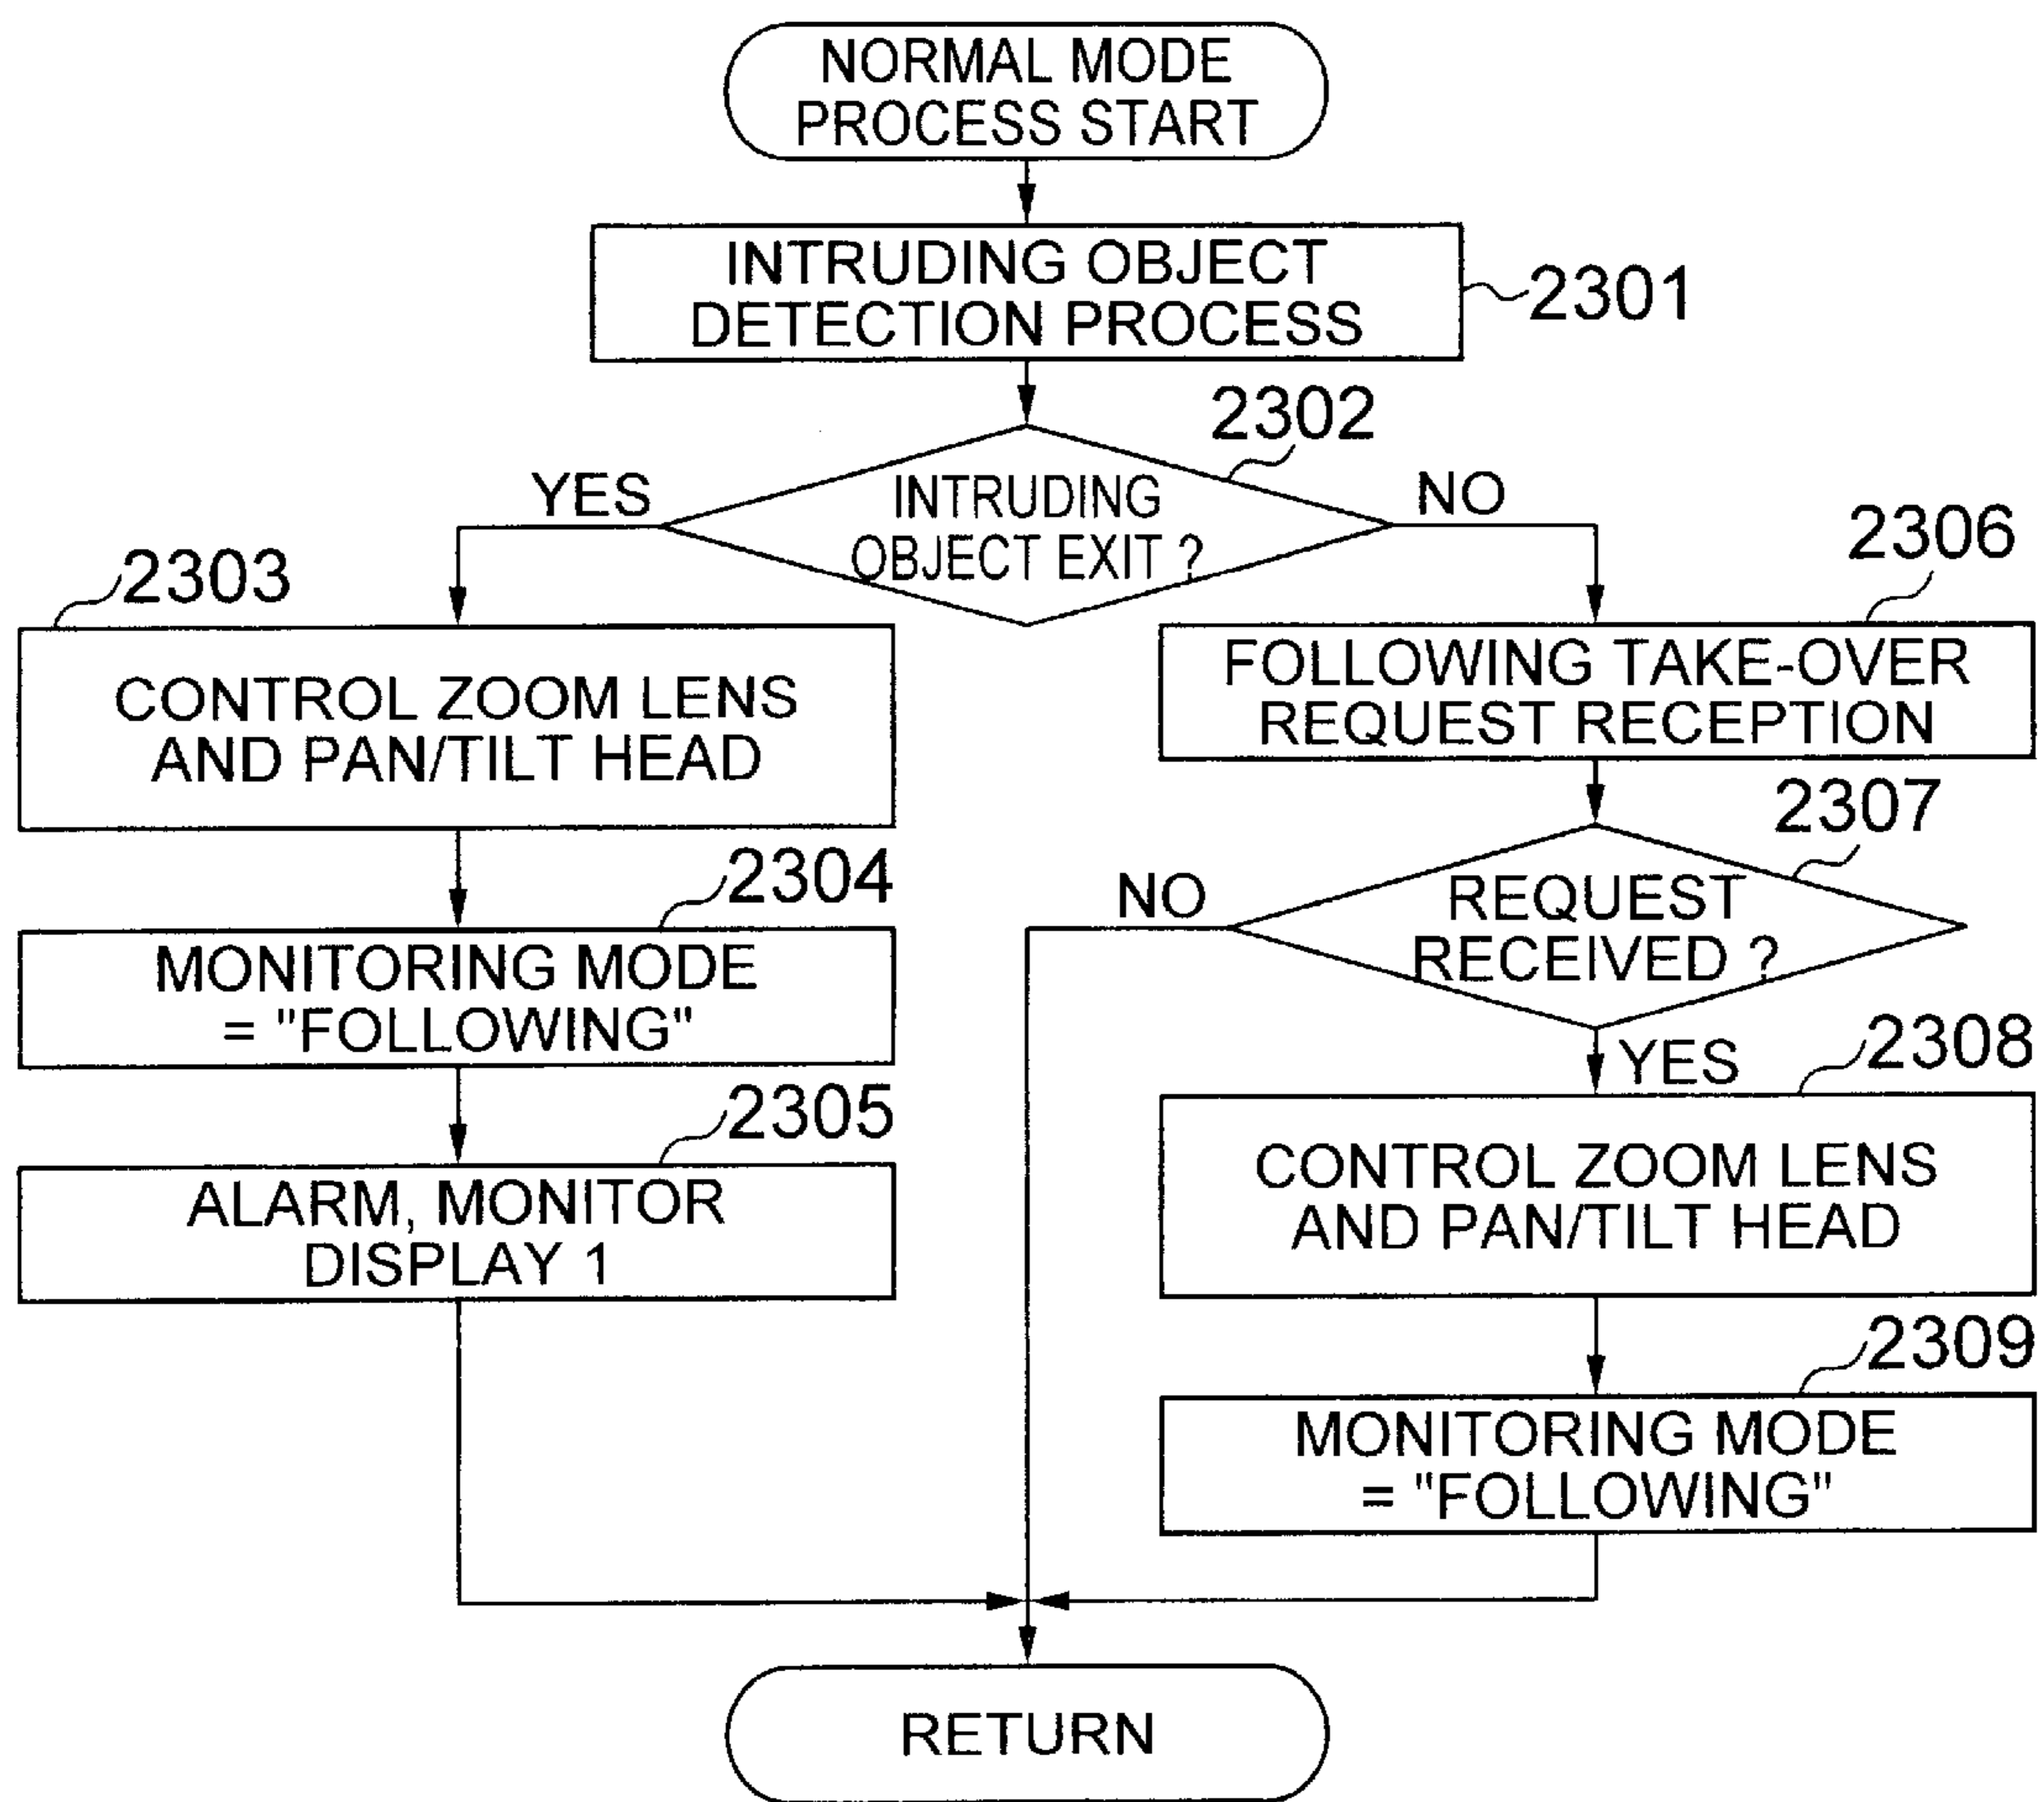 NORMAL MODE
PROCESS START
INTRUDING OBJECT
DETECTION PROCESS
2301
2302
YES
INTRUDING
OBJECT EXIT ?
NO
2303
CONTROL ZOOM LENS
AND PAN/TILT HEAD
2306
FOLLOWING TAKE-OVER
REQUEST RECEPTION
2304
MONITORING MODE
= "FOLLOWING"
2307
NO
REQUEST
RECEIVED ?
YES
2305
ALARM, MONITOR
DISPLAY 1
2308
CONTROL ZOOM LENS
AND PAN/TILT HEAD
2309
MONITORING MODE
= "FOLLOWING"
RETURN